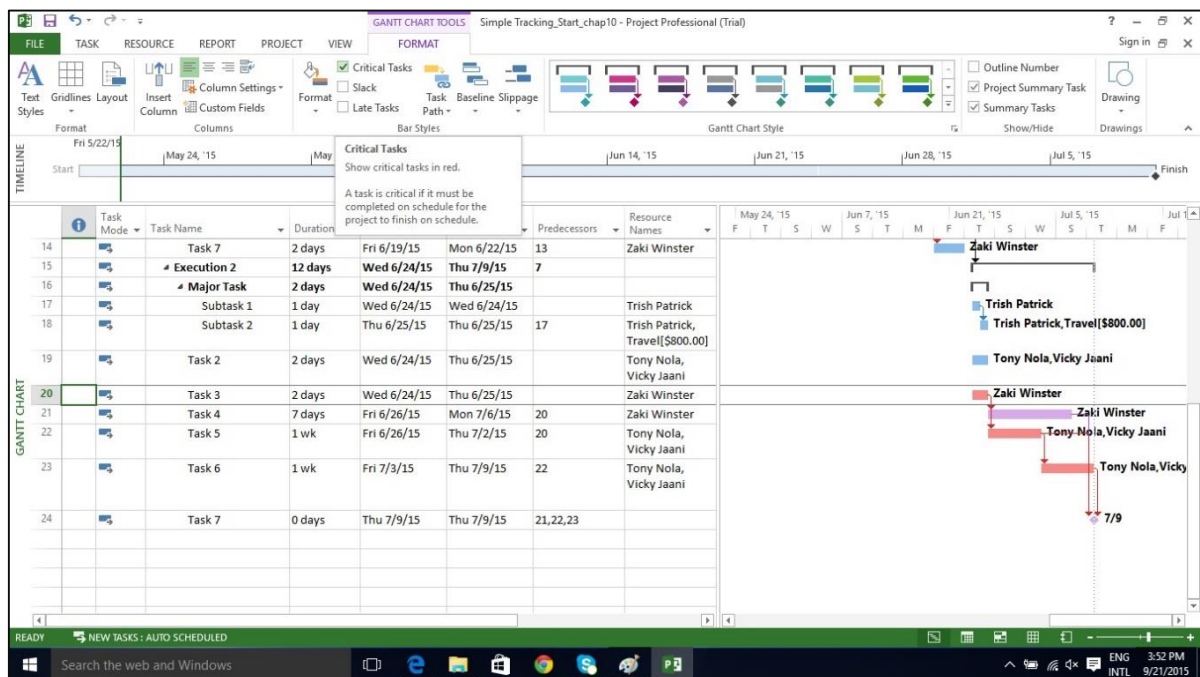 GANTT CHART TOOLS
Simple Tracking_Start_chap10 - Project Professional (Trial)
?
FILE TASK RESOURCE REPORT PROJECT VIEW FORMAT
Sign in
Text Styles
Gridlines
Layout
Format
Insert Column
Column Settings
Custom Fields
Columns
Format
Critical Tasks
Slack
Late Tasks
Task Path
Baseline
Slippage
Bar Styles
Gantt Chart Style
Outline Number
Project Summary Task
Summary Tasks
Show/Hide
Drawing
Drawings
Critical Tasks
Show critical tasks in red.
A task is critical if it must be
completed on schedule for the
project to finish on schedule.
TIMELINE
Fri 5/22/15
Start
May 24, '15 May Jun 14, '15 Jun 21, '15 Jun 28, '15 Jul 5, '15
Finish
GANTT CHART
Task Mode Task Name Duration Predecessors Resource Names
14 Task 7 2 days Fri 6/19/15 Mon 6/22/15 13 Zaki Winster
15 Execution 2 12 days Wed 6/24/15 Thu 7/9/15 7
16 Major Task 2 days Wed 6/24/15 Thu 6/25/15
17 Subtask 1 1 day Wed 6/24/15 Wed 6/24/15 Trish Patrick
18 Subtask 2 1 day Thu 6/25/15 Thu 6/25/15 17 Trish Patrick,
Travel[$800.00]
19 Task 2 2 days Wed 6/24/15 Thu 6/25/15 Tony Nola,
Vicky Jaani
20 Task 3 2 days Wed 6/24/15 Thu 6/25/15 Zaki Winster
21 Task 4 7 days Fri 6/26/15 Mon 7/6/15 20 Zaki Winster
22 Task 5 1 wk Fri 6/26/15 Thu 7/2/15 20 Tony Nola,
Vicky Jaani
23 Task 6 1 wk Fri 7/3/15 Thu 7/9/15 22 Tony Nola,
Vicky Jaani
24 Task 7 0 days Thu 7/9/15 Thu 7/9/15 21,22,23
May 24, '15 Jun 7, '15 Jun 21, '15 Jul 5, '15 Jul 1
F T S W S T M F T S W S T M F
Zaki Winster
Trish Patrick
Trish Patrick,Travel[$800.00]
Tony Nola,Vicky Jaani
Zaki Winster
Zaki Winster
Tony Nola,Vicky Jaani
Tony Nola,Vicky
7/9
READY NEW TASKS : AUTO SCHEDULED
Search the web and Windows
ENG
INTL
3:52 PM
9/21/2015